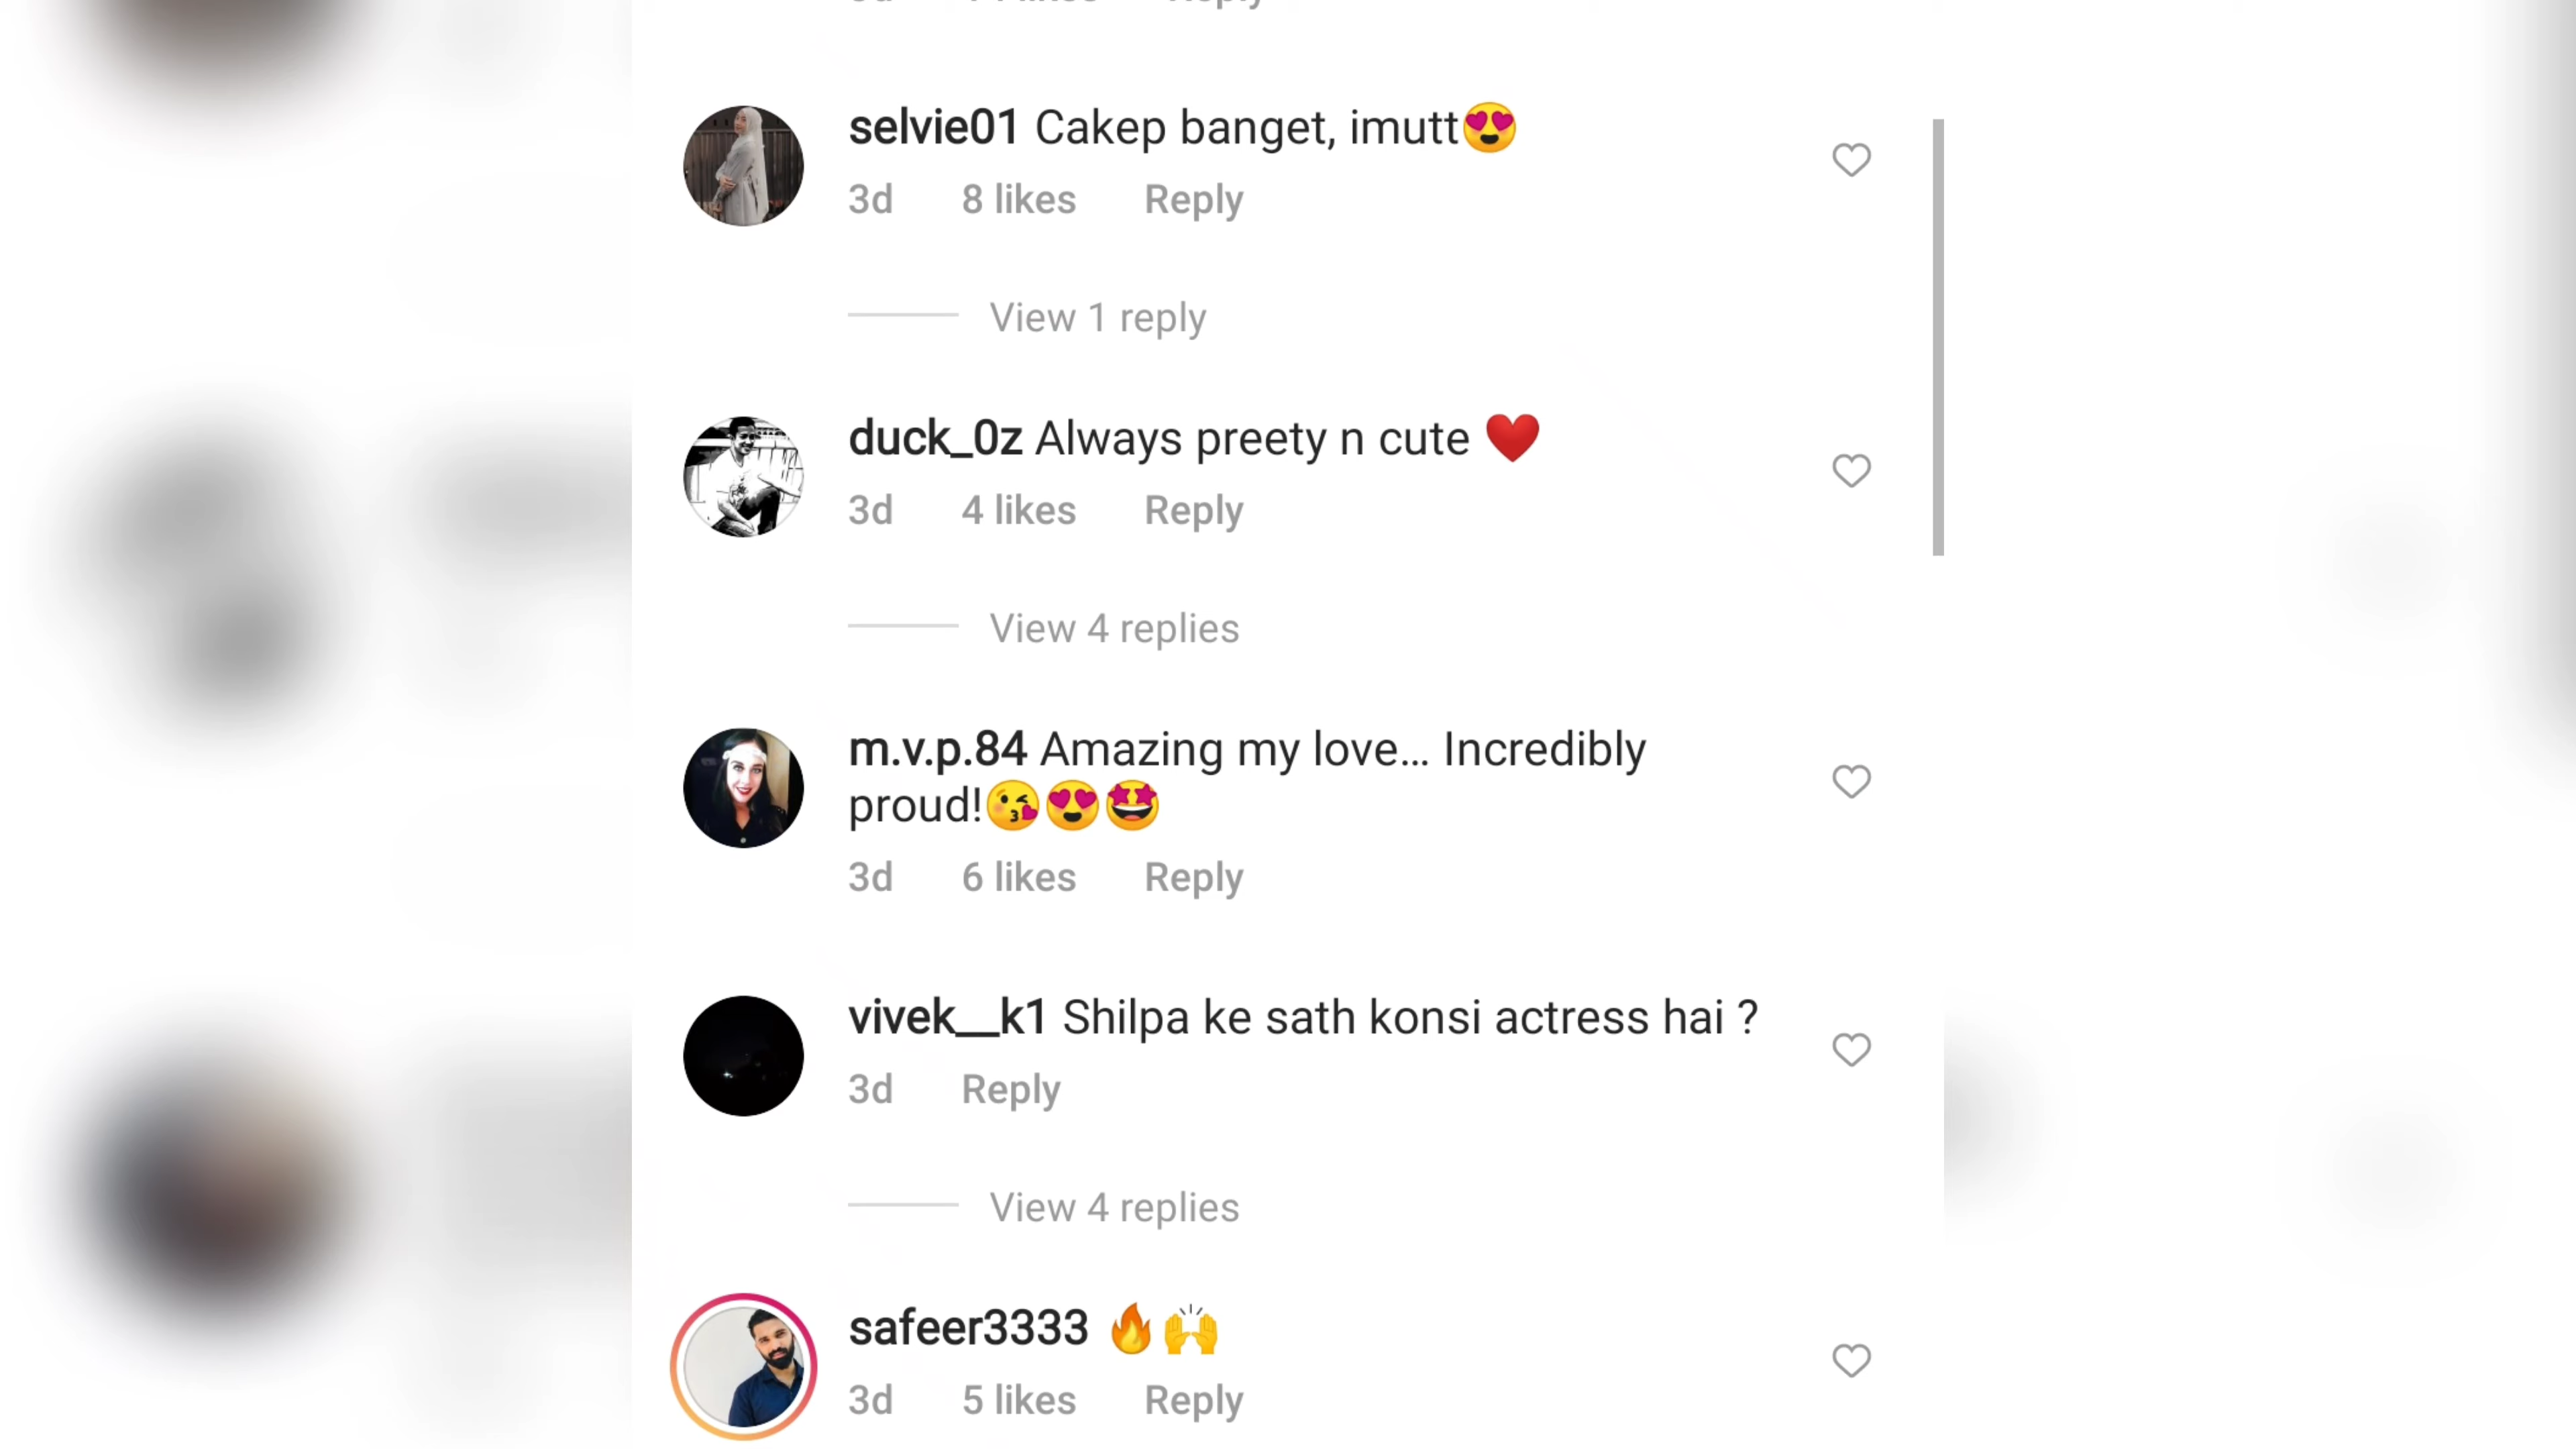 selvie01 Cakep banget, imutt😍
3d 8 likes Reply
View 1 reply
duck_0z Always preety n cute ❤️
3d 4 likes Reply
View 4 replies
m.v.p.84 Amazing my love... Incredibly
proud!😘😍🤩
3d 6 likes Reply
vivek__k1 Shilpa ke sath konsi actress hai ?
3d Reply
View 4 replies
safeer3333 🔥🙌
3d 5 likes Reply